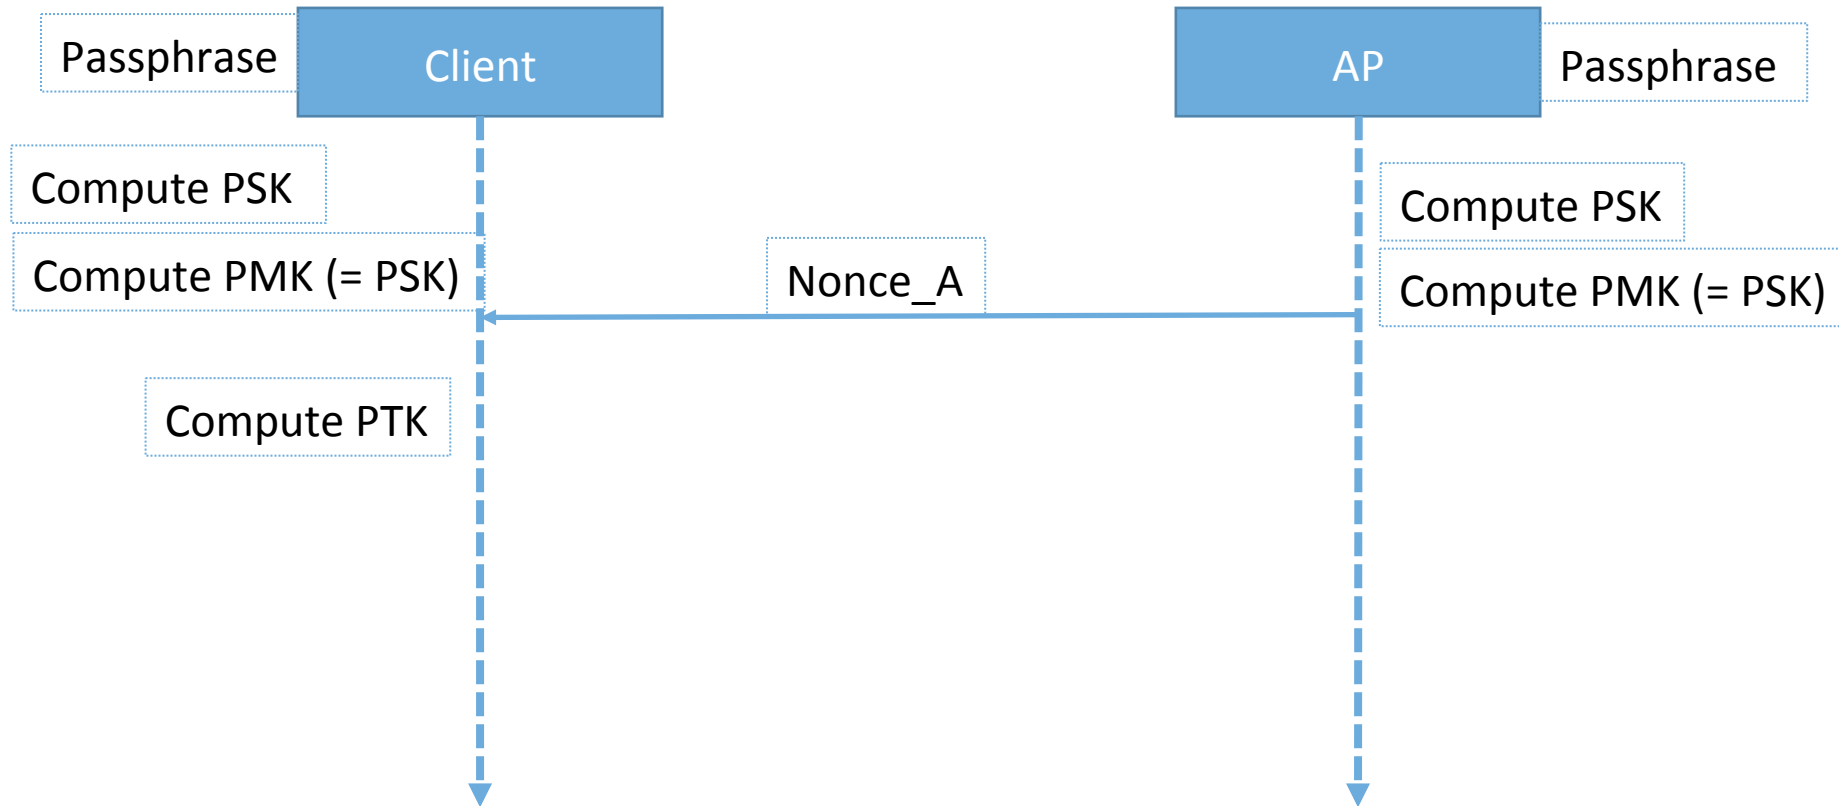 Passphrase
Client
AP
Passphrase
Compute PSK
Compute PSK
Compute PMK (= PSK)
Nonce_A
Compute PMK (= PSK)
Compute PTK